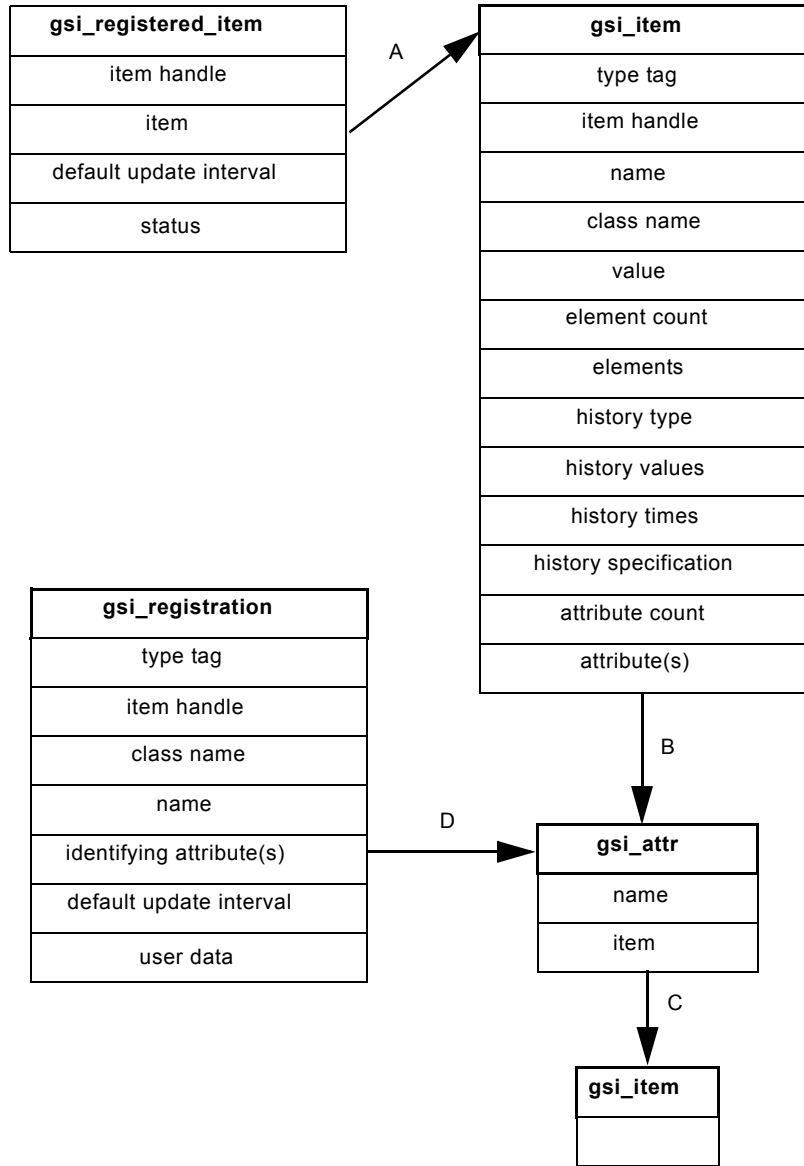 gsi_registered_item
item handle
item
default update interval
status
A
gsi_item
type tag
item handle
name
class name
value
element count
elements
history type
history values
history times
history specification
attribute count
attribute(s)
B
gsi_registration
type tag
item handle
class name
name
identifying attribute(s)
default update interval
user data
D
gsi_attr
name
item
C
gsi_item